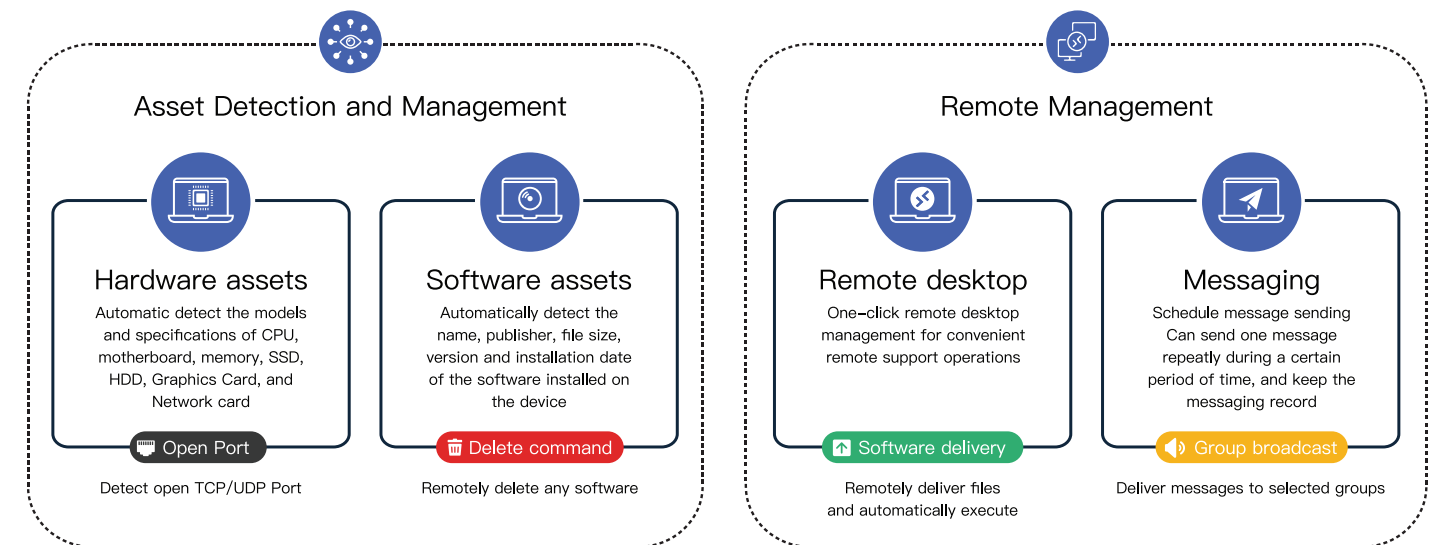 Asset Detection and Management
Hardware assets
Automatic detect the models
and specifications of CPU,
motherboard, memory, SSD,
HDD, Graphics Card, and
Network card
Open Port
Detect open TCP/UDP Port
Software assets
Automatically detect the
name, publisher, file size,
version and installation date
of the software installed on
the device
Delete command
Remotely delete any software
Remote Management
Remote desktop
One-click remote desktop
management for convenient
remote support operations
Software delivery
Remotely deliver files
and automatically execute
Messaging
Schedule message sending
Can send one message
repeatly during a certain
period of time, and keep the
messaging record
Group broadcast
Deliver messages to selected groups